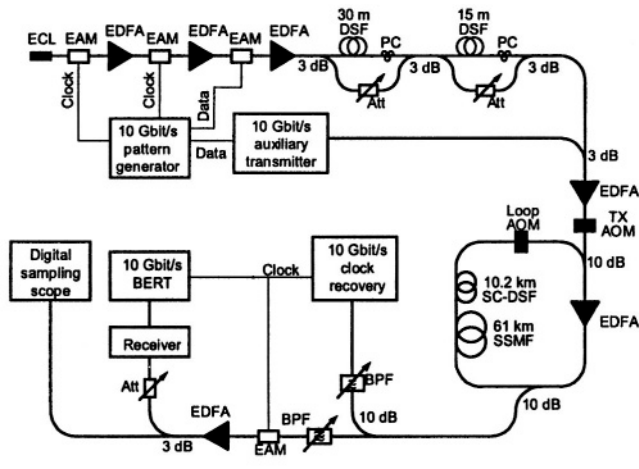 30 m
DSF
15 m
DSF
ECL
EAM
EDFA
EAM
EDFA
EAM
EDFA
PC
PC
3 dB
3 dB
3 dB
Att
Att
Clock
Clock
Data
10 Gbit/s
pattern
generator
Data
10 Gbit/s
auxiliary
transmitter
3 dB
EDFA
TX
AOM
Loop
AOM
10 dB
10.2 km
SC-DSF
61 km
SSMF
EDFA
10 dB
Digital
sampling
scope
10 Gbit/s
BERT
Clock
10 Gbit/s
clock
recovery
Receiver
Att
BPF
EDFA
BPF
10 dB
3 dB
EAM